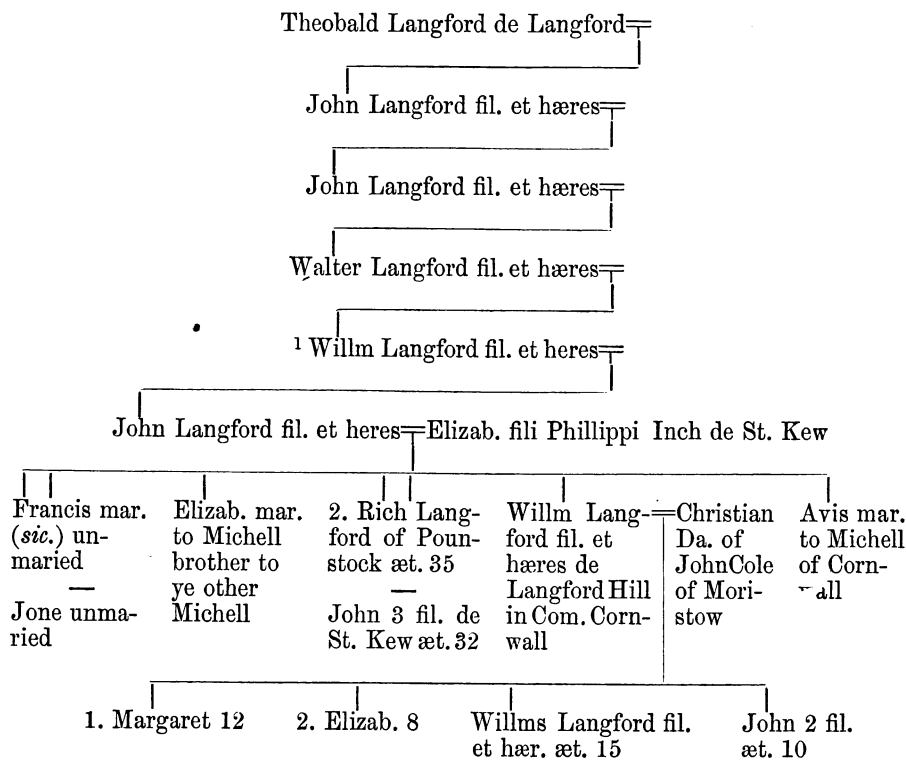 Theobald Langford de Langford
John Langford fil. et hæres
John Langford fil. et hæres
Walter Langford fil. et hæres
1 Willm Langford fil. et heres
John Langford fil. et heres=Elizab. fili Phillippi Inch de St. Kew
Francis mar.
(sic.) un-
maried
—
Jone unma-
ried
Elizab. mar.
to Michell
brother to
ye other
Michell
2. Rich Lang-
ford of Poun-
stock æt. 35
—
John 3 fil. de
St. Kew æt. 32
Willm Lang-
ford fil. et
hæres de
Langford Hill
in Com. Corn-
wall
=Christian
Da. of
John Cole
of Mori-
stow
Avis mar.
to Michell
of Corn-
all
1. Margaret 12
2. Elizab. 8
Willms Langford fil.
et hær. æt. 15
John 2 fil.
æt. 10